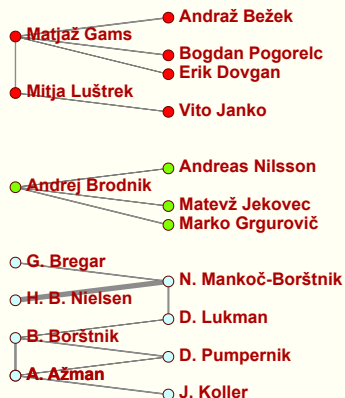 Andraž Bežek
Matjaž Gams
Bogdan Pogorelc
Erik Dovgan
Mitja Luštrek
Vito Janko
Andreas Nilsson
Andrej Brodnik
Matevž Jekovec
Marko Grgurovič
G. Bregar
N. Mankoč-Borštnik
H. B. Nielsen
D. Lukman
B. Borštnik
D. Pumpernik
A. Ažman
J. Koller